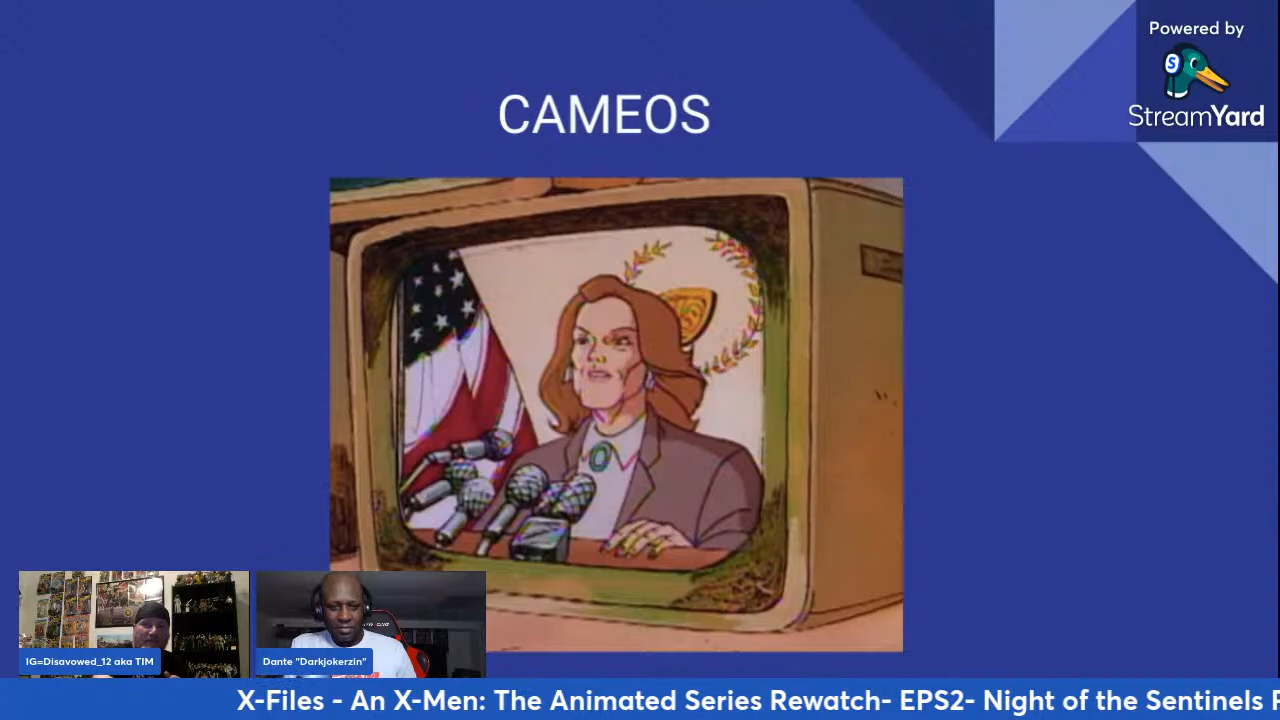 Powered by
S
StreamYard
CAMEOS
IG=Disavowed_12 aka TIM
Dante "Darkjokerzin"
X-Files - An X-Men: The Animated Series Rewatch- EPS2- Night of the Sentinels P